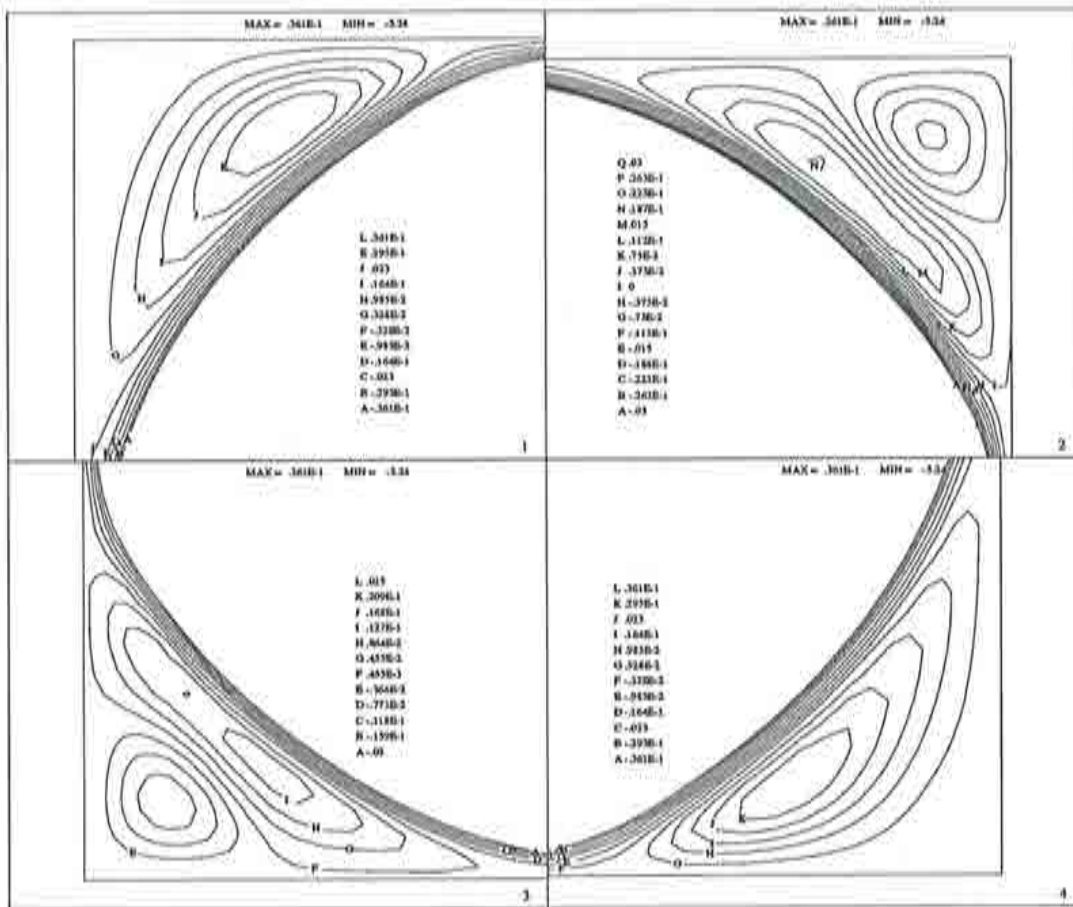 MAX = .361E-1 MIN = -3.24
MAX = .361E-1 MIN = -3.24
L .361E-1
K .295E-1
J .023
I .164E-1
H .985E-2
G .328E-2
F -.328E-2
E -.985E-2
D -.164E-1
C -.023
B -.295E-1
A -.361E-1
1
Q .03
P .263E-1
O .225E-1
N .187E-1
M .015
L .112E-1
K .75E-2
J .375E-2
I 0
H -.375E-2
G -.75E-2
F -.113E-1
E -.015
D -.188E-1
C -.225E-1
B -.263E-1
A -.03
2
MAX = .361E-1 MIN = -3.24
MAX = .361E-1 MIN = -3.24
L .025
K .209E-1
J .168E-1
I .127E-1
H .864E-2
G .455E-2
F .455E-3
E -.364E-2
D -.773E-2
C -.118E-1
B -.159E-1
A -.03
3
L .361E-1
K .295E-1
J .023
I .164E-1
H .985E-2
G .328E-2
F -.328E-2
E -.985E-2
D -.164E-1
C -.023
B -.295E-1
A -.361E-1
4